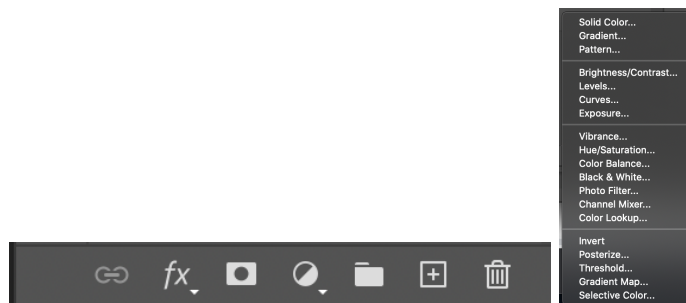 Solid Color...
Gradient...
Pattern...
Brightness/Contrast...
Levels...
Curves...
Exposure...
Vibrance...
Hue/Saturation...
Color Balance...
Black & White...
Photo Filter...
Channel Mixer...
Color Lookup...
Invert
Posterize...
Threshold...
Gradient Map...
Selective Color...
fx